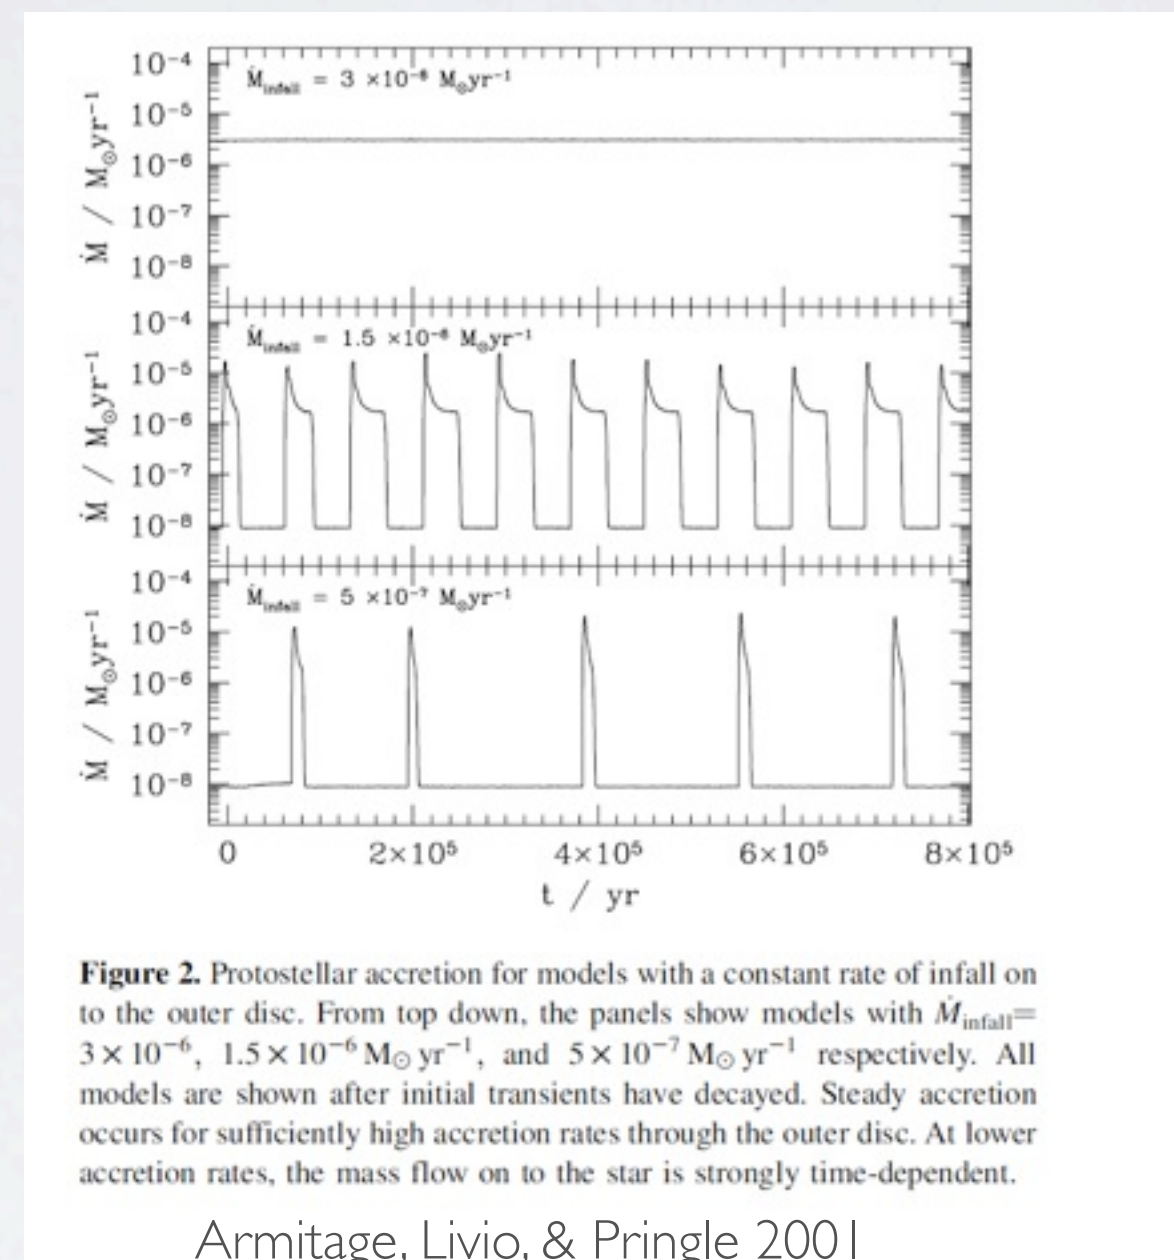 10⁻⁴
Ṁinfall = 3 ×10⁻⁶ M⊙yr⁻¹
10⁻⁵
10⁻⁶
10⁻⁷
10⁻⁸
Ṁ / M⊙yr⁻¹
10⁻⁴
Ṁinfall = 1.5 ×10⁻⁶ M⊙yr⁻¹
10⁻⁵
10⁻⁶
10⁻⁷
10⁻⁸
Ṁ / M⊙yr⁻¹
10⁻⁴
Ṁinfall = 5 ×10⁻⁷ M⊙yr⁻¹
10⁻⁵
10⁻⁶
10⁻⁷
10⁻⁸
Ṁ / M⊙yr⁻¹
0 2×10⁵ 4×10⁵ 6×10⁵ 8×10⁵
t / yr
Figure 2. Protostellar accretion for models with a constant rate of infall on
to the outer disc. From top down, the panels show models with Ṁinfall=
3 × 10⁻⁶, 1.5 × 10⁻⁶ M⊙ yr⁻¹, and 5 × 10⁻⁷ M⊙ yr⁻¹ respectively. All
models are shown after initial transients have decayed. Steady accretion
occurs for sufficiently high accretion rates through the outer disc. At lower
accretion rates, the mass flow on to the star is strongly time-dependent.
Armitage, Livio, & Pringle 2001